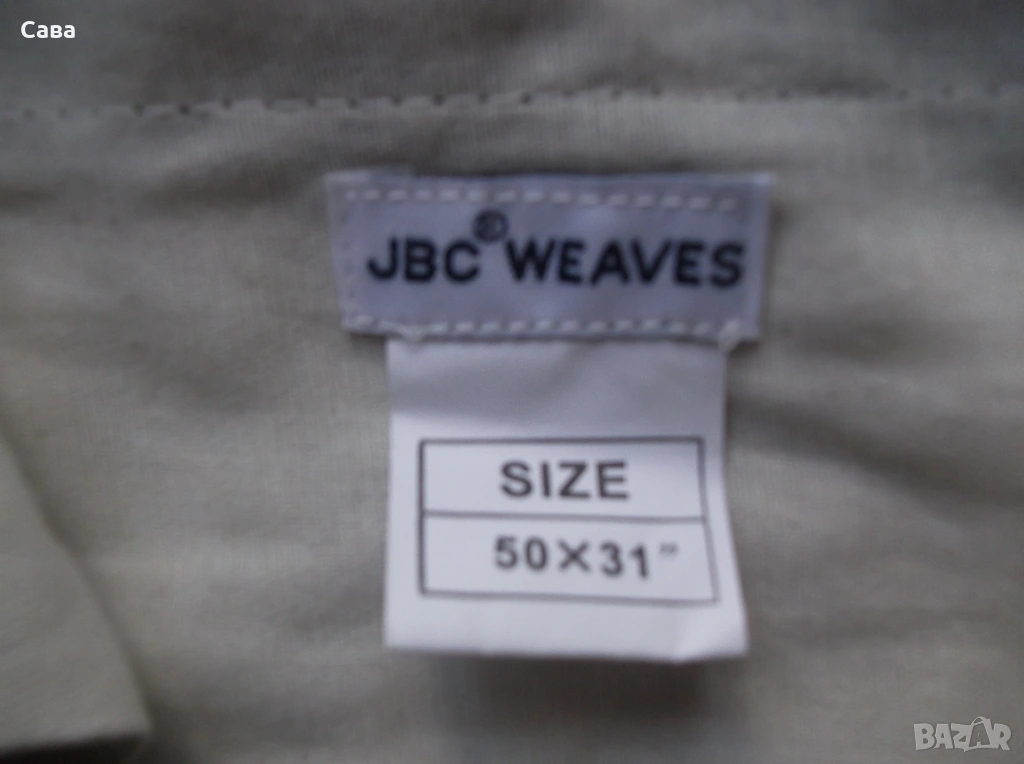 Сава
JBC® WEAVES
SIZE
50X31"
BAZAR